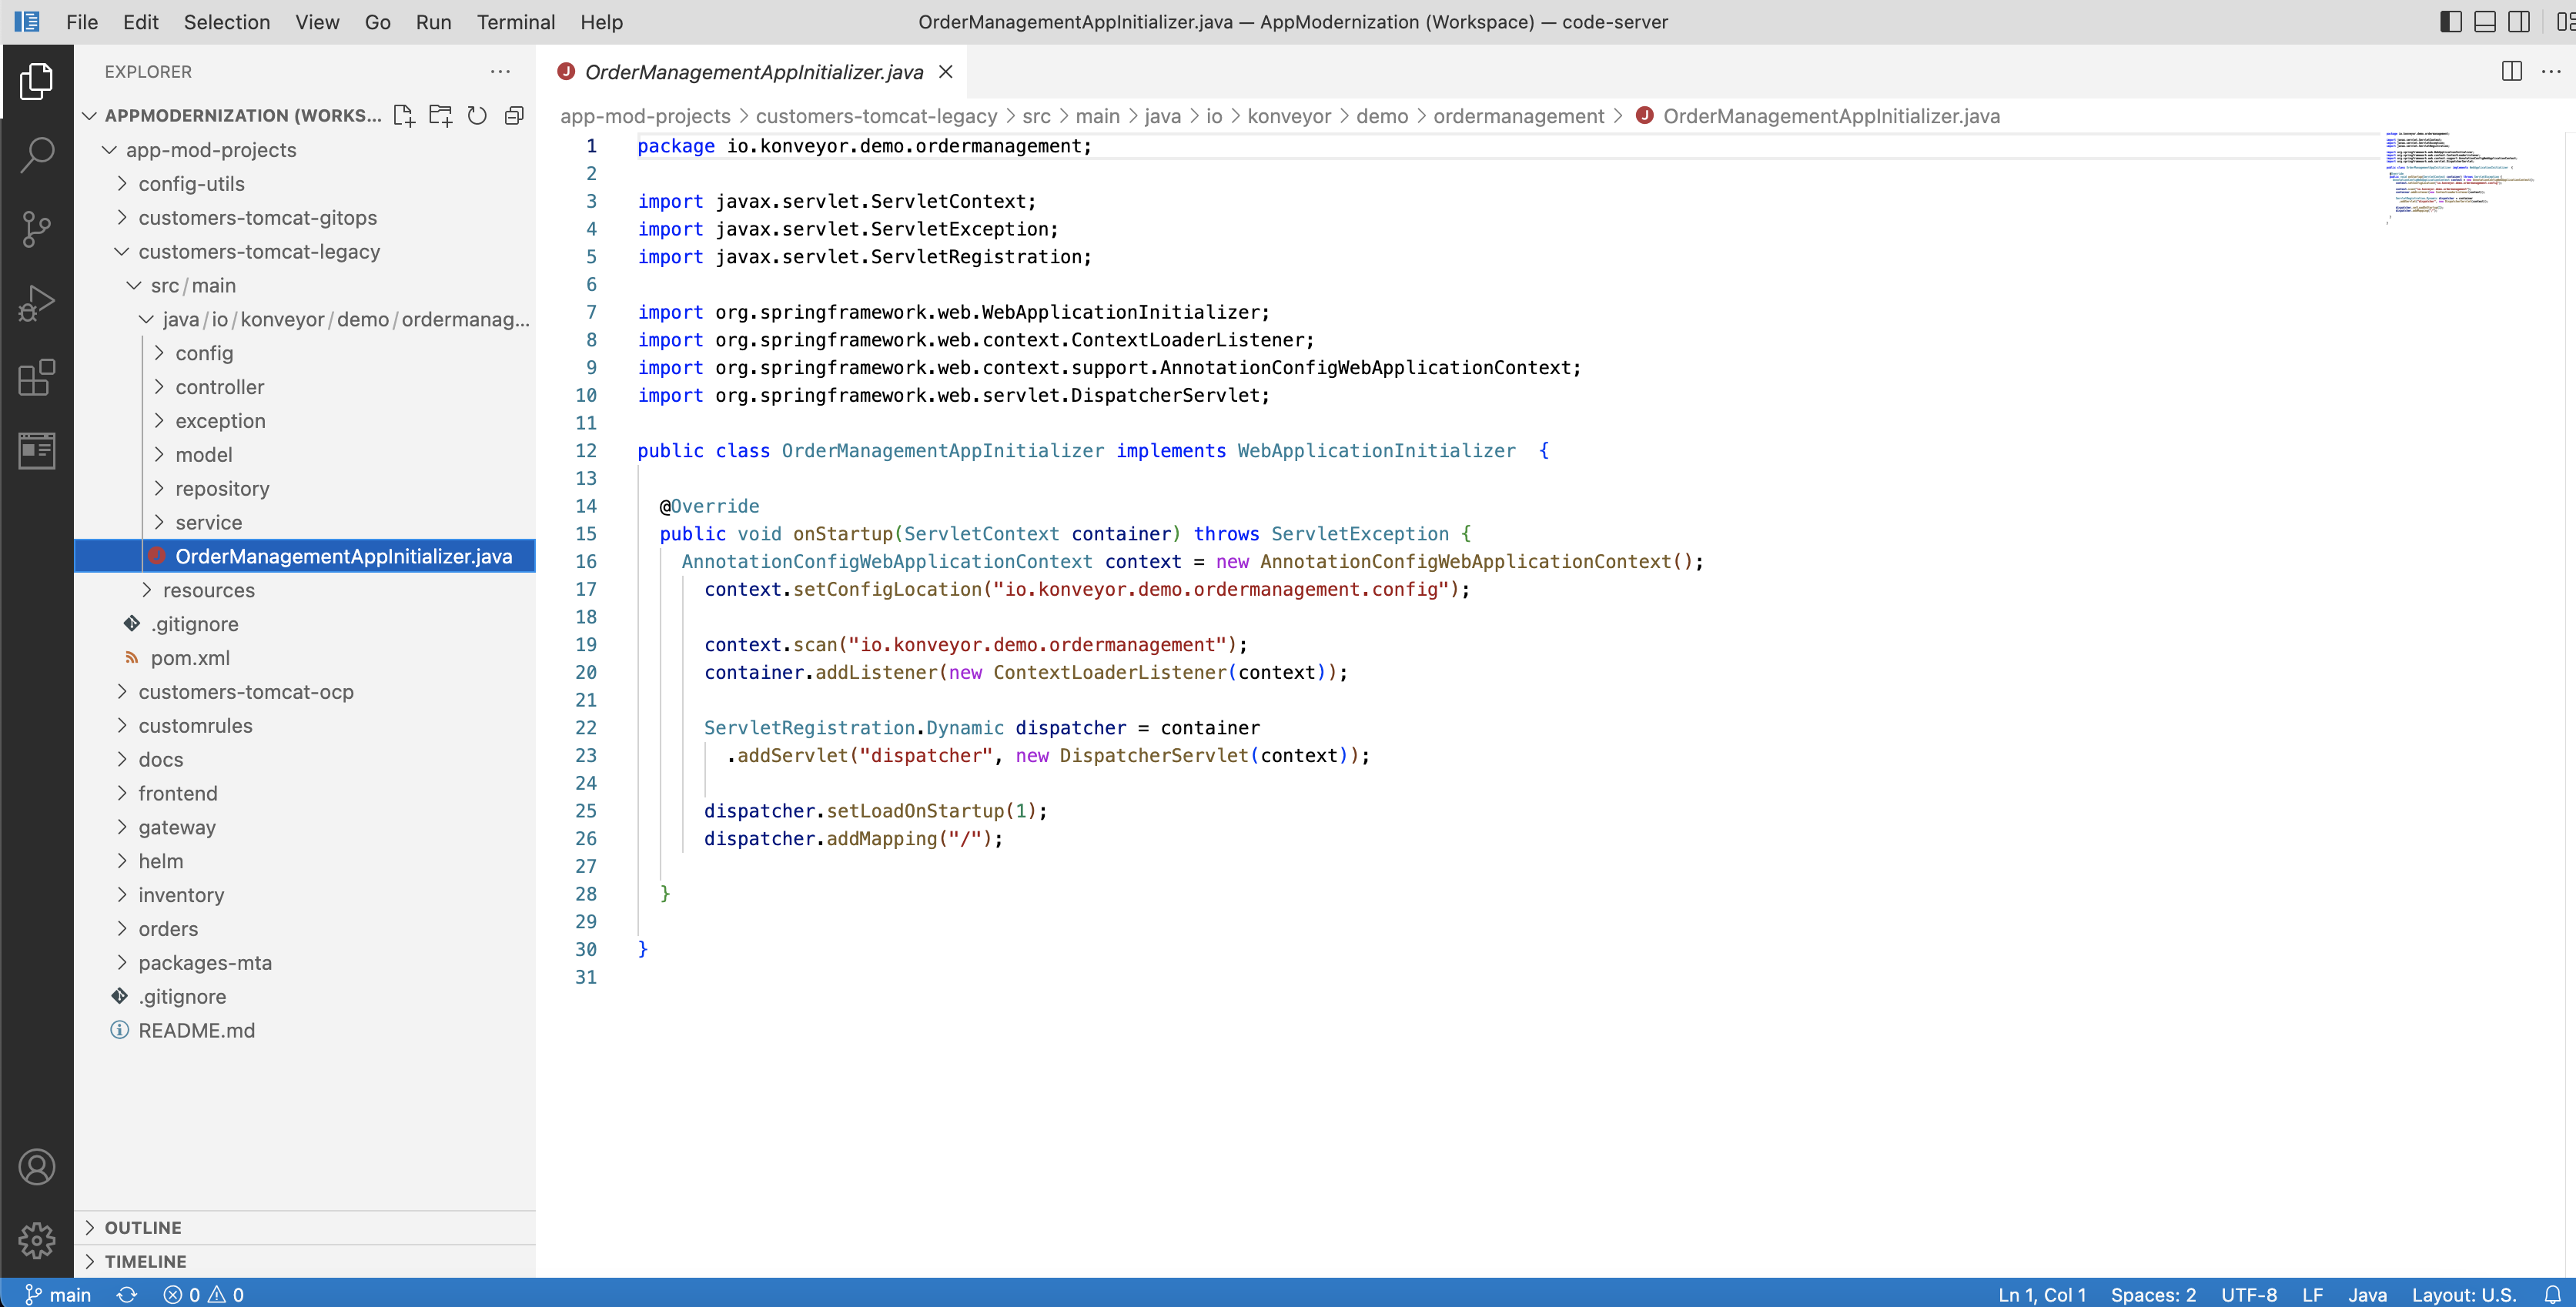 File Edit Selection View Go Run Terminal Help
OrderManagementAppInitializer.java — AppModernization (Workspace) — code-server
EXPLORER
APPMODERNIZATION (WORKS...
app-mod-projects
config-utils
customers-tomcat-gitops
customers-tomcat-legacy
src/main
java/io/konveyor/demo/ordermanag...
config
controller
exception
model
repository
service
OrderManagementAppInitializer.java
resources
.gitignore
pom.xml
customers-tomcat-ocp
customrules
docs
frontend
gateway
helm
inventory
orders
packages-mta
.gitignore
README.md
OUTLINE
TIMELINE
OrderManagementAppInitializer.java
app-mod-projects > customers-tomcat-legacy > src > main > java > io > konveyor > demo > ordermanagement > OrderManagementAppInitializer.java
1 package io.konveyor.demo.ordermanagement;
2
3 import javax.servlet.ServletContext;
4 import javax.servlet.ServletException;
5 import javax.servlet.ServletRegistration;
6
7 import org.springframework.web.WebApplicationInitializer;
8 import org.springframework.web.context.ContextLoaderListener;
9 import org.springframework.web.context.support.AnnotationConfigWebApplicationContext;
10 import org.springframework.web.servlet.DispatcherServlet;
11
12 public class OrderManagementAppInitializer implements WebApplicationInitializer  {
13
14 @Override
15 public void onStartup(ServletContext container) throws ServletException {
16 AnnotationConfigWebApplicationContext context = new AnnotationConfigWebApplicationContext();
17 context.setConfigLocation("io.konveyor.demo.ordermanagement.config");
18
19 context.scan("io.konveyor.demo.ordermanagement");
20 container.addListener(new ContextLoaderListener(context));
21
22 ServletRegistration.Dynamic dispatcher = container
23 .addServlet("dispatcher", new DispatcherServlet(context));
24
25 dispatcher.setLoadOnStartup(1);
26 dispatcher.addMapping("/");
27
28 }
29
30 }
31
main 0 0
Ln 1, Col 1 Spaces: 2 UTF-8 LF Java Layout: U.S.